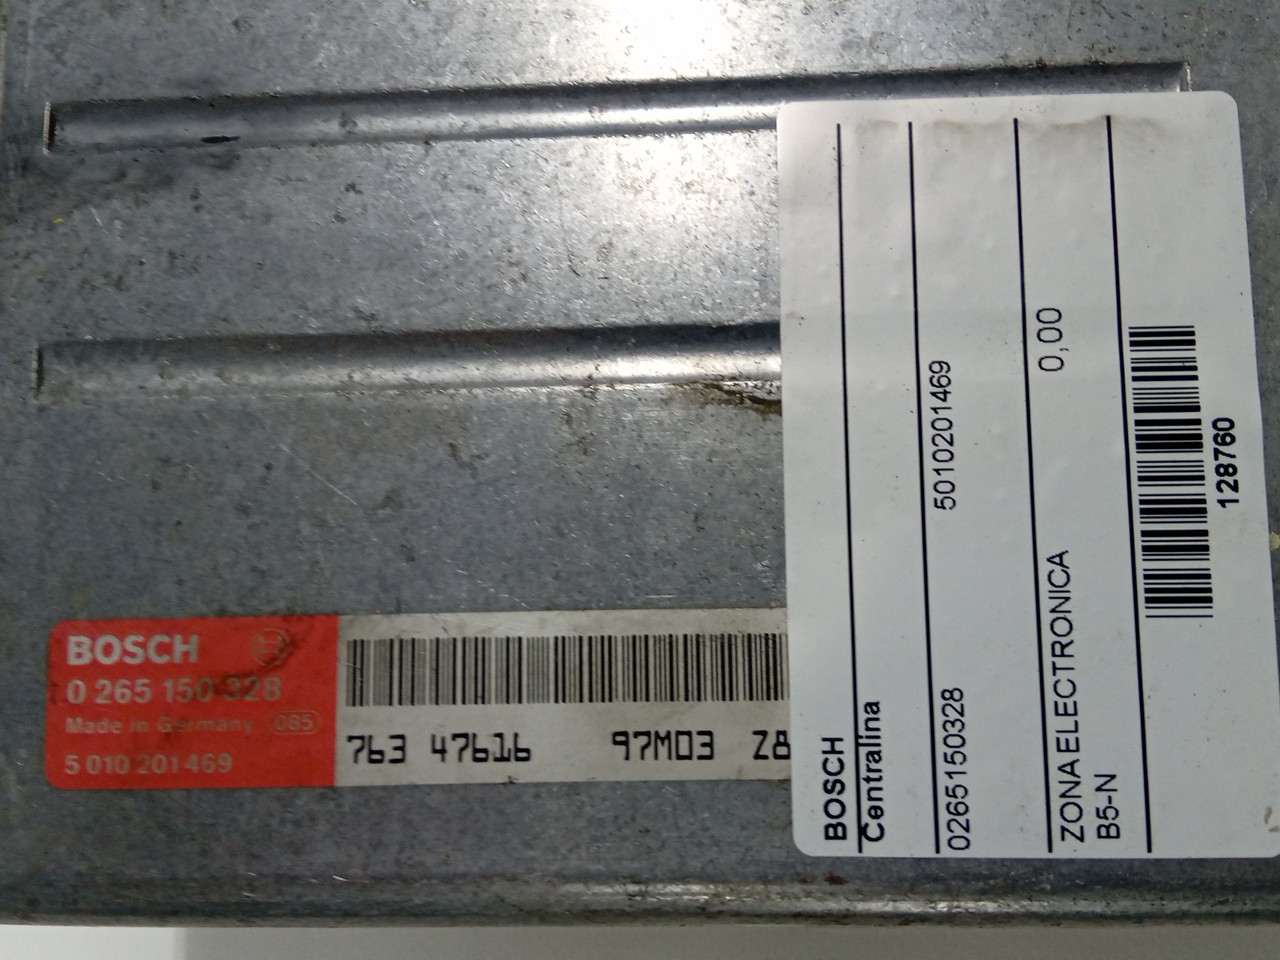 BOSCH
0 265 150 328
Made in Germany 085
5 010 201 469
763 47616 97M03 Z8
BOSCH
Centralina
02651150328 5010201469
ZONA ELECTRONICA 0,00
B5-N
128760